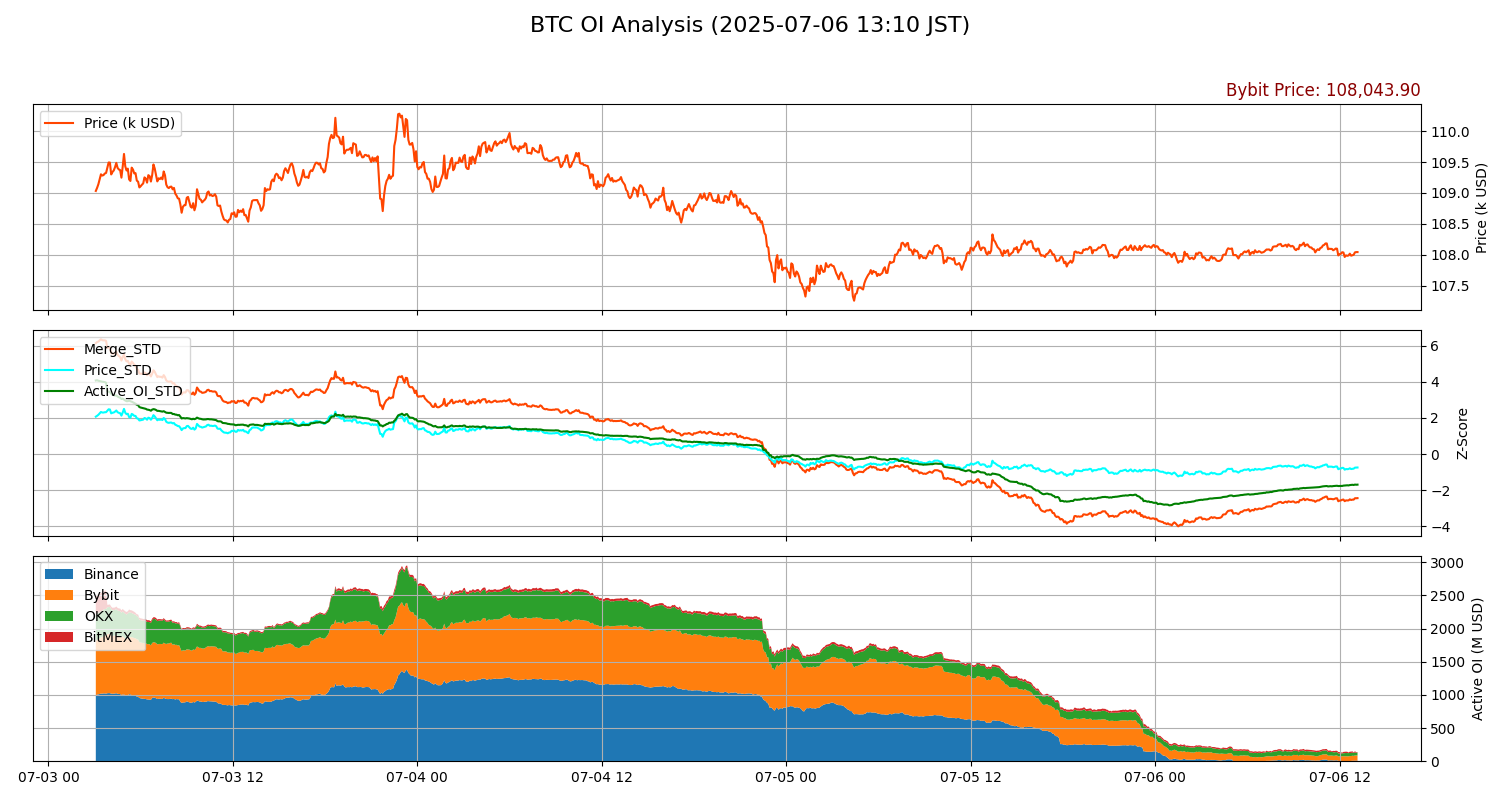 BTC OI Analysis (2025-07-06 13:10 JST)
Bybit Price: 108,043.90
Price (k USD)
110.0
109.5
109.0
108.5
108.0
107.5
Price (k USD)
Merge_STD
Price_STD
Active_OI_STD
6
4
2
0
−2
−4
Z-Score
Binance
Bybit
OKX
BitMEX
3000
2500
2000
1500
1000
500
0
Active OI (M USD)
07-03 00
07-03 12
07-04 00
07-04 12
07-05 00
07-05 12
07-06 00
07-06 12